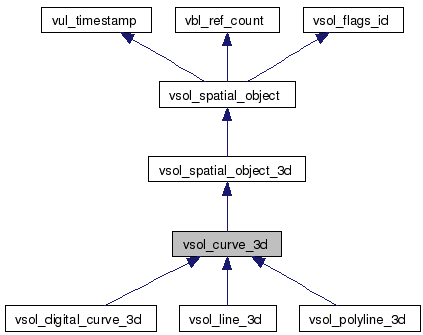 vul_timestamp
vbl_ref_count
vsol_flags_id
vsol_spatial_object
vsol_spatial_object_3d
vsol_curve_3d
vsol_digital_curve_3d
vsol_line_3d
vsol_polyline_3d